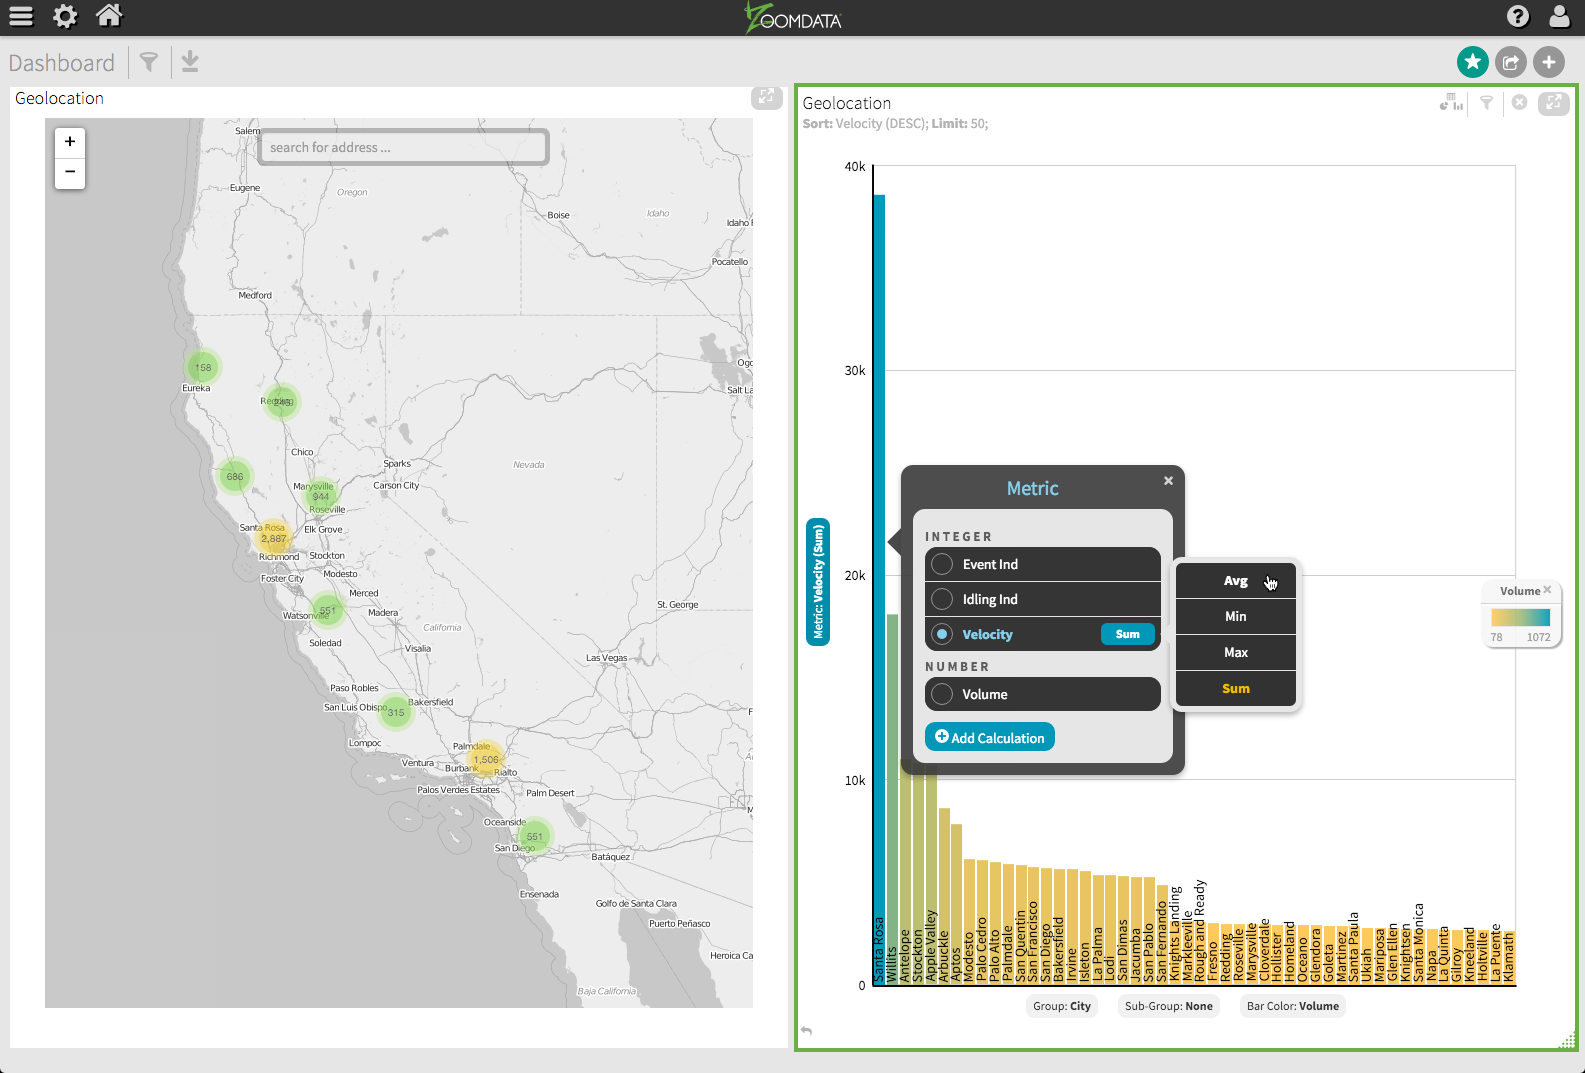 ZOOMDATA
Dashboard
Geolocation
+
−
search for address ...
Salem
Eugene
Oregon
Boise
Idaho
Idaho F
Pocatello
Medford
158
Eureka
Redding
246
Ogd
Salt La
Chico
Sparks
Carson City
Nevada
686
Marysville
944
Roseville
Santa Rosa
Elk Grove
2,887
Richmond
Stockton
Foster City
Modesto
Merced
Watsonville
551
Madera
California
St. George
Soledad
Visalia
Las Vegas
Paso Robles
San Luis Obispo
315
Bakersfield
Lompoc
Palmdale
1,506
Ventura
Burbank
Rialto
Palos Verdes Estates
Palm Desert
Oceanside
551
San Diego
Batáquez
Ensenada
Golfo de Santa Clara
Puerto Peñasco
Heroica Ca
Baja California
Geolocation
Sort: Velocity (DESC); Limit: 50;
40k
30k
20k
10k
0
Metric: Velocity (Sum)
Metric
INTEGER
Event Ind
Idling Ind
Velocity
Sum
NUMBER
Volume
Add Calculation
Avg
Min
Max
Sum
Volume
78
1072
Santa Rosa
Willits
Antelope
Stockton
Apple Valley
Arbuckle
Aptos
Modesto
Palo Cedro
Palo Alto
Palmdale
San Quentin
San Francisco
San Diego
Bakersfield
Irvine
Isleton
La Palma
Lodi
San Dimas
Jacumba
San Pablo
San Fernando
Knights Landing
Markleeville
Rough and Ready
Fresno
Redding
Roseville
Marysville
Cloverdale
Hollister
Homeland
Oceano
Glendora
Goleta
Martinez
Santa Paula
Ukiah
Mariposa
Glen Ellen
Knightsen
Santa Monica
Napa
La Quinta
Gilroy
Kneeland
Holtville
La Puente
Klamath
Group: City
Sub-Group: None
Bar Color: Volume